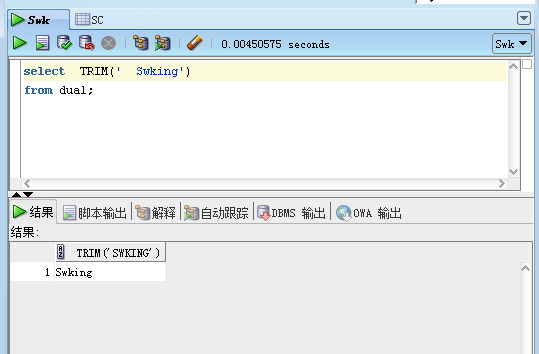 Swk SC
0.00450575 seconds Swk
select  TRIM('  Swking')
from dual;
结果 脚本输出 解释 自动跟踪 DBMS 输出 OWA 输出
结果:
TRIM('SWKING')
1 Swking